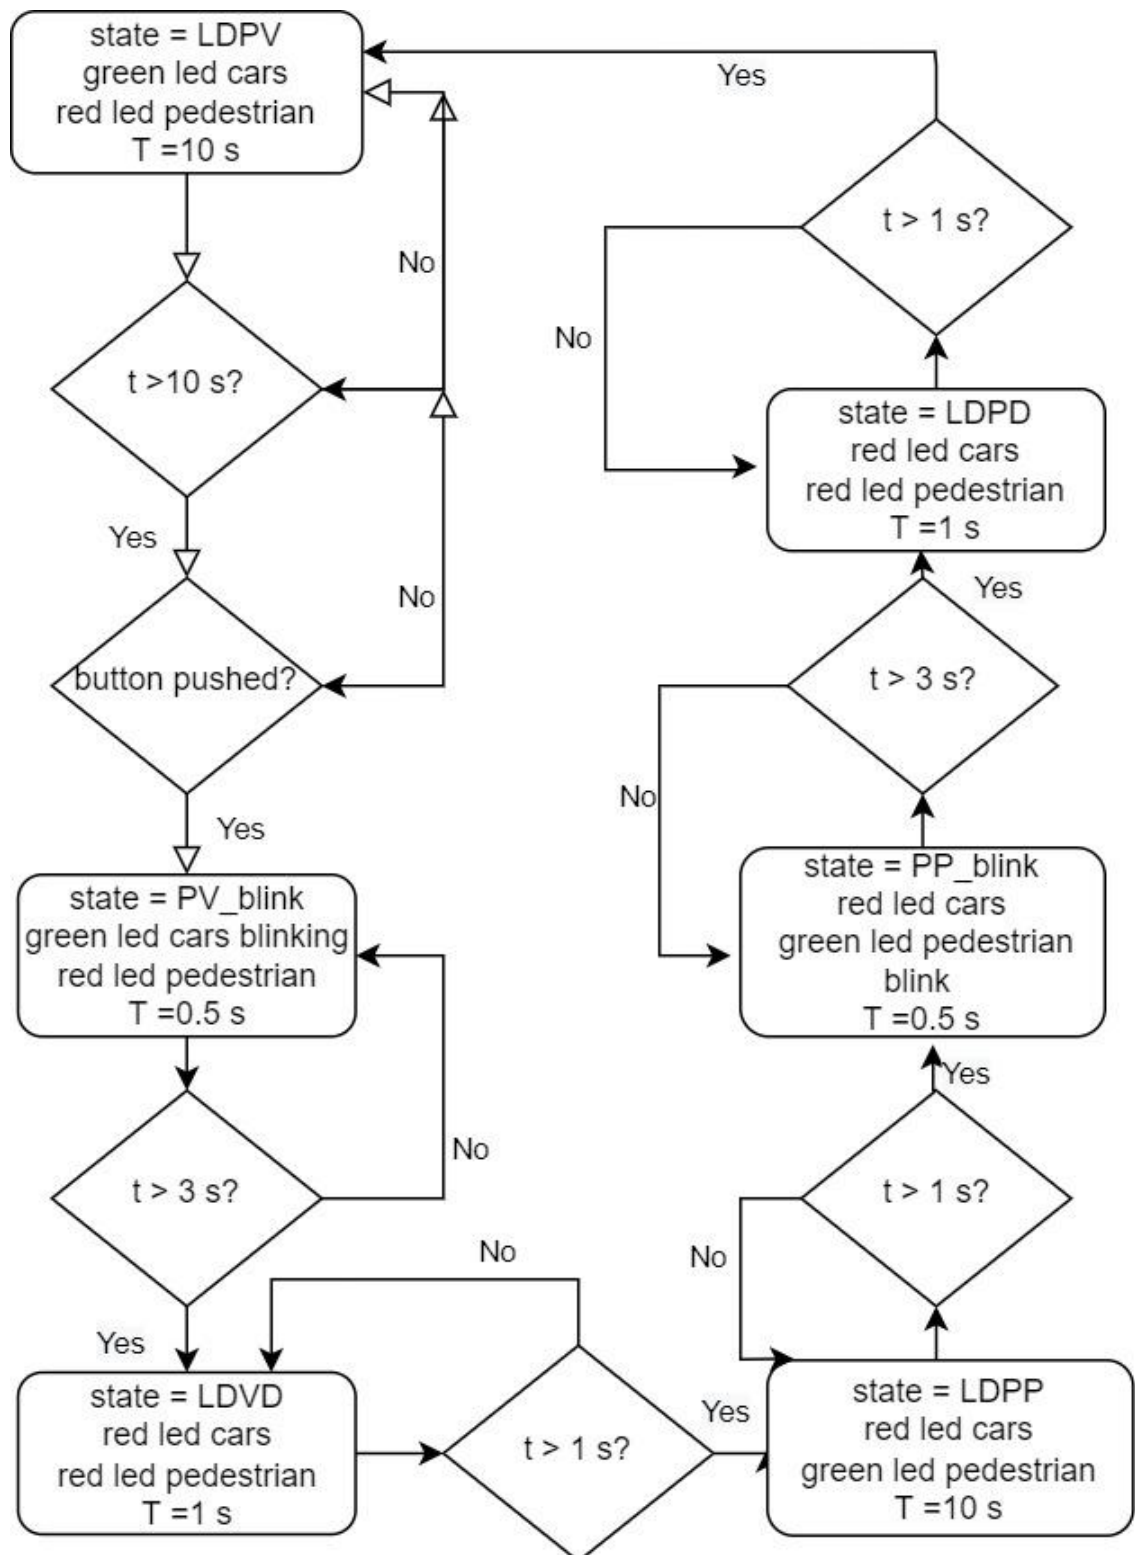 state = LDPV
green led cars
red led pedestrian
T =10 s
Yes
t > 1 s?
No
No
t >10 s?
state = LDPD
red led cars
red led pedestrian
T =1 s
Yes
No
Yes
button pushed?
t > 3 s?
No
Yes
state = PV_blink
green led cars blinking
red led pedestrian
T =0.5 s
state = PP_blink
red led cars
green led pedestrian
blink
T =0.5 s
Yes
No
t > 3 s?
t > 1 s?
No
No
Yes
state = LDVD
red led cars
red led pedestrian
T =1 s
t > 1 s?
Yes
state = LDPP
red led cars
green led pedestrian
T =10 s